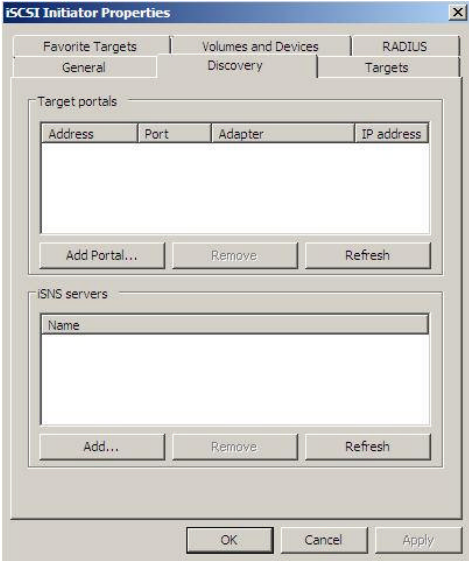 iSCSI Initiator Properties
Favorite Targets Volumes and Devices RADIUS
General Discovery Targets
Target portals
Address Port Adapter IP address
Add Portal... Remove Refresh
iSNS servers
Name
Add... Remove Refresh
OK Cancel Apply